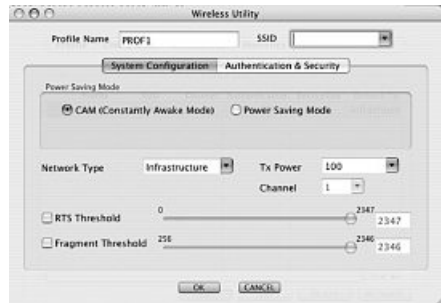 Wireless Utility
Profile Name PROF1 SSID
System Configuration Authentication & Security
Power Saving Mode
CAM (Constantly Awake Mode) Power Saving Mode
Network Type Infrastructure Tx Power 100
Channel 1
RTS Threshold 0 2347 2347
Fragment Threshold 256 2346 2346
OK CANCEL